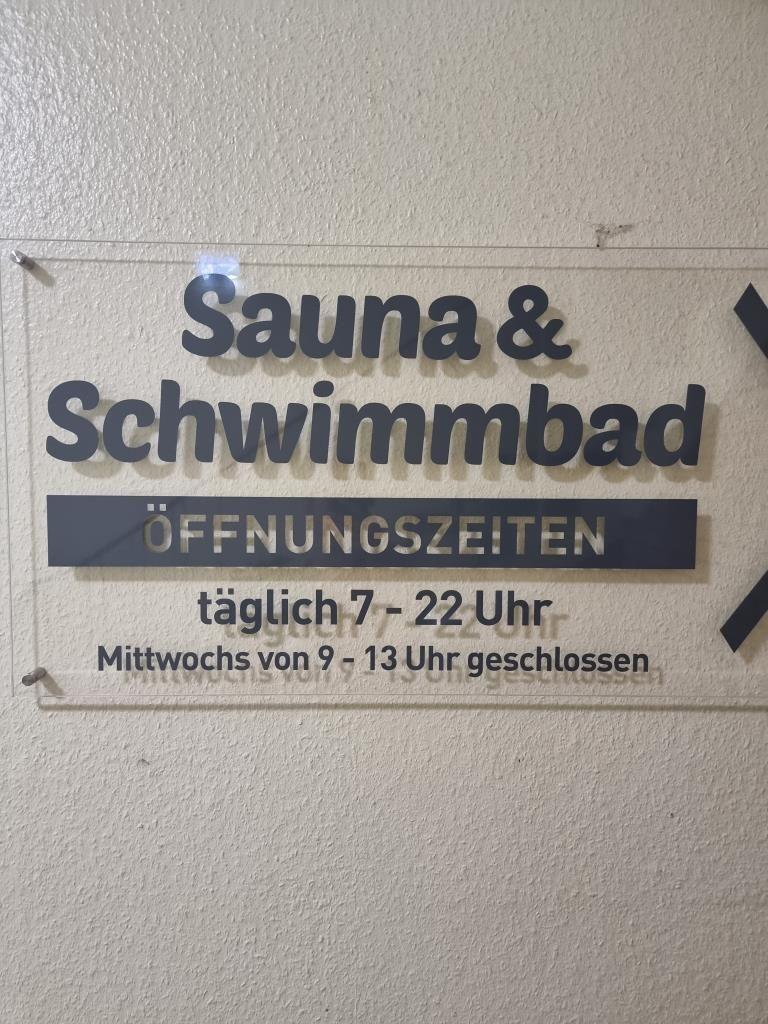 Sauna &
Schwimmbad
ÖFFNUNGSZEITEN
täglich 7 - 22 Uhr
Mittwochs von 9 - 13 Uhr geschlossen